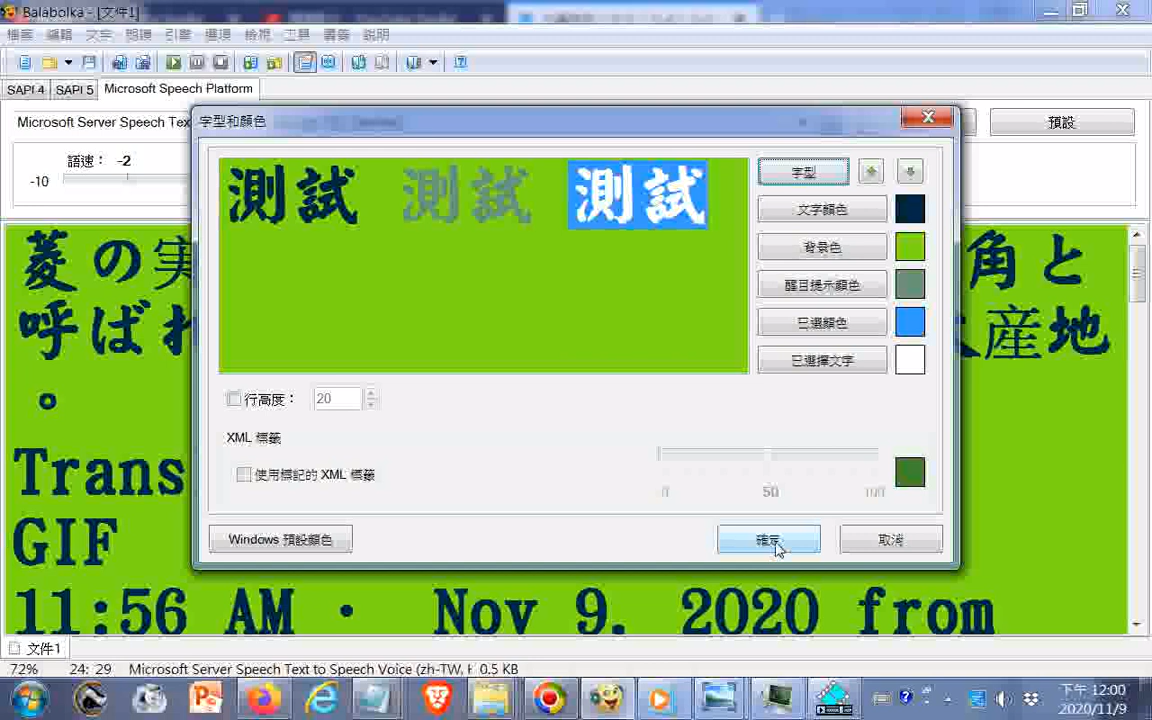 Balabolka - [文件1]
檔案 編輯 文字 閱讀 引書 選項 檢視 工具 書籤 說明
SAPI 4 SAPI 5 Microsoft Speech Platform
Microsoft Server Speech Tex
預設
語速： -2
-10
字型和顏色
測試 測試 測試
字型
文字顏色
背景色
醒目提示顏色
已選顏色
已選擇文字
行高度： 20
XML 標籤
使用標記的 XML 標籤
0 50 100
Windows 預設顏色 確定 取消
菱の実 角と
呼ばれ 産地
。
Trans
GIF
11:56 AM · Nov 9, 2020 from
文件1
72% 24: 29 Microsoft Server Speech Text to Speech Voice (zh-TW, H 0.5 KB
下午 12:00
2020/11/9